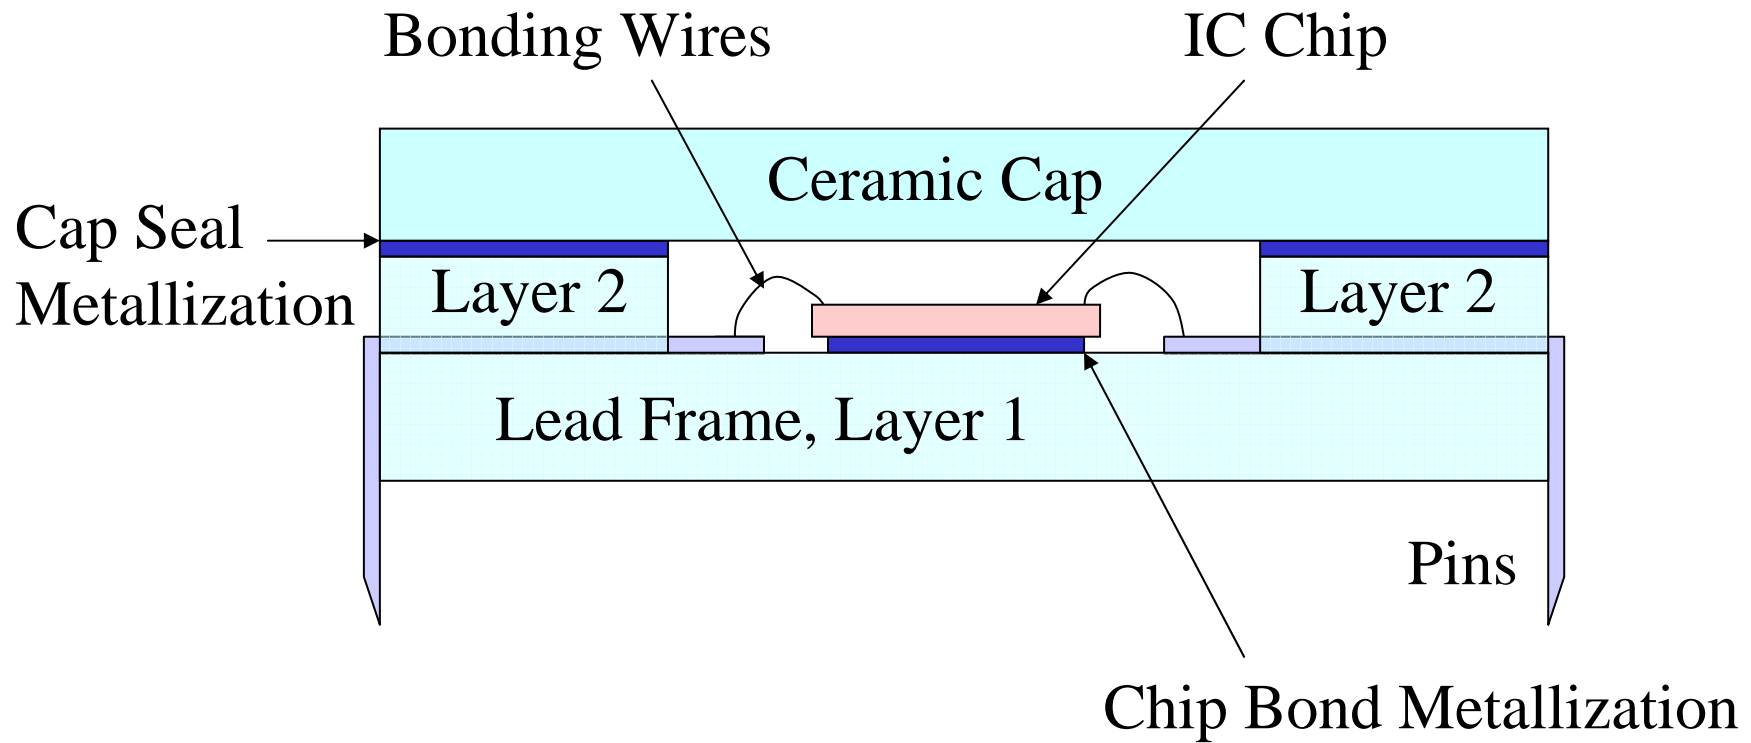 Bonding Wires
IC Chip
Ceramic Cap
Cap Seal
Metallization
Layer 2
Layer 2
Lead Frame, Layer 1
Pins
Chip Bond Metallization